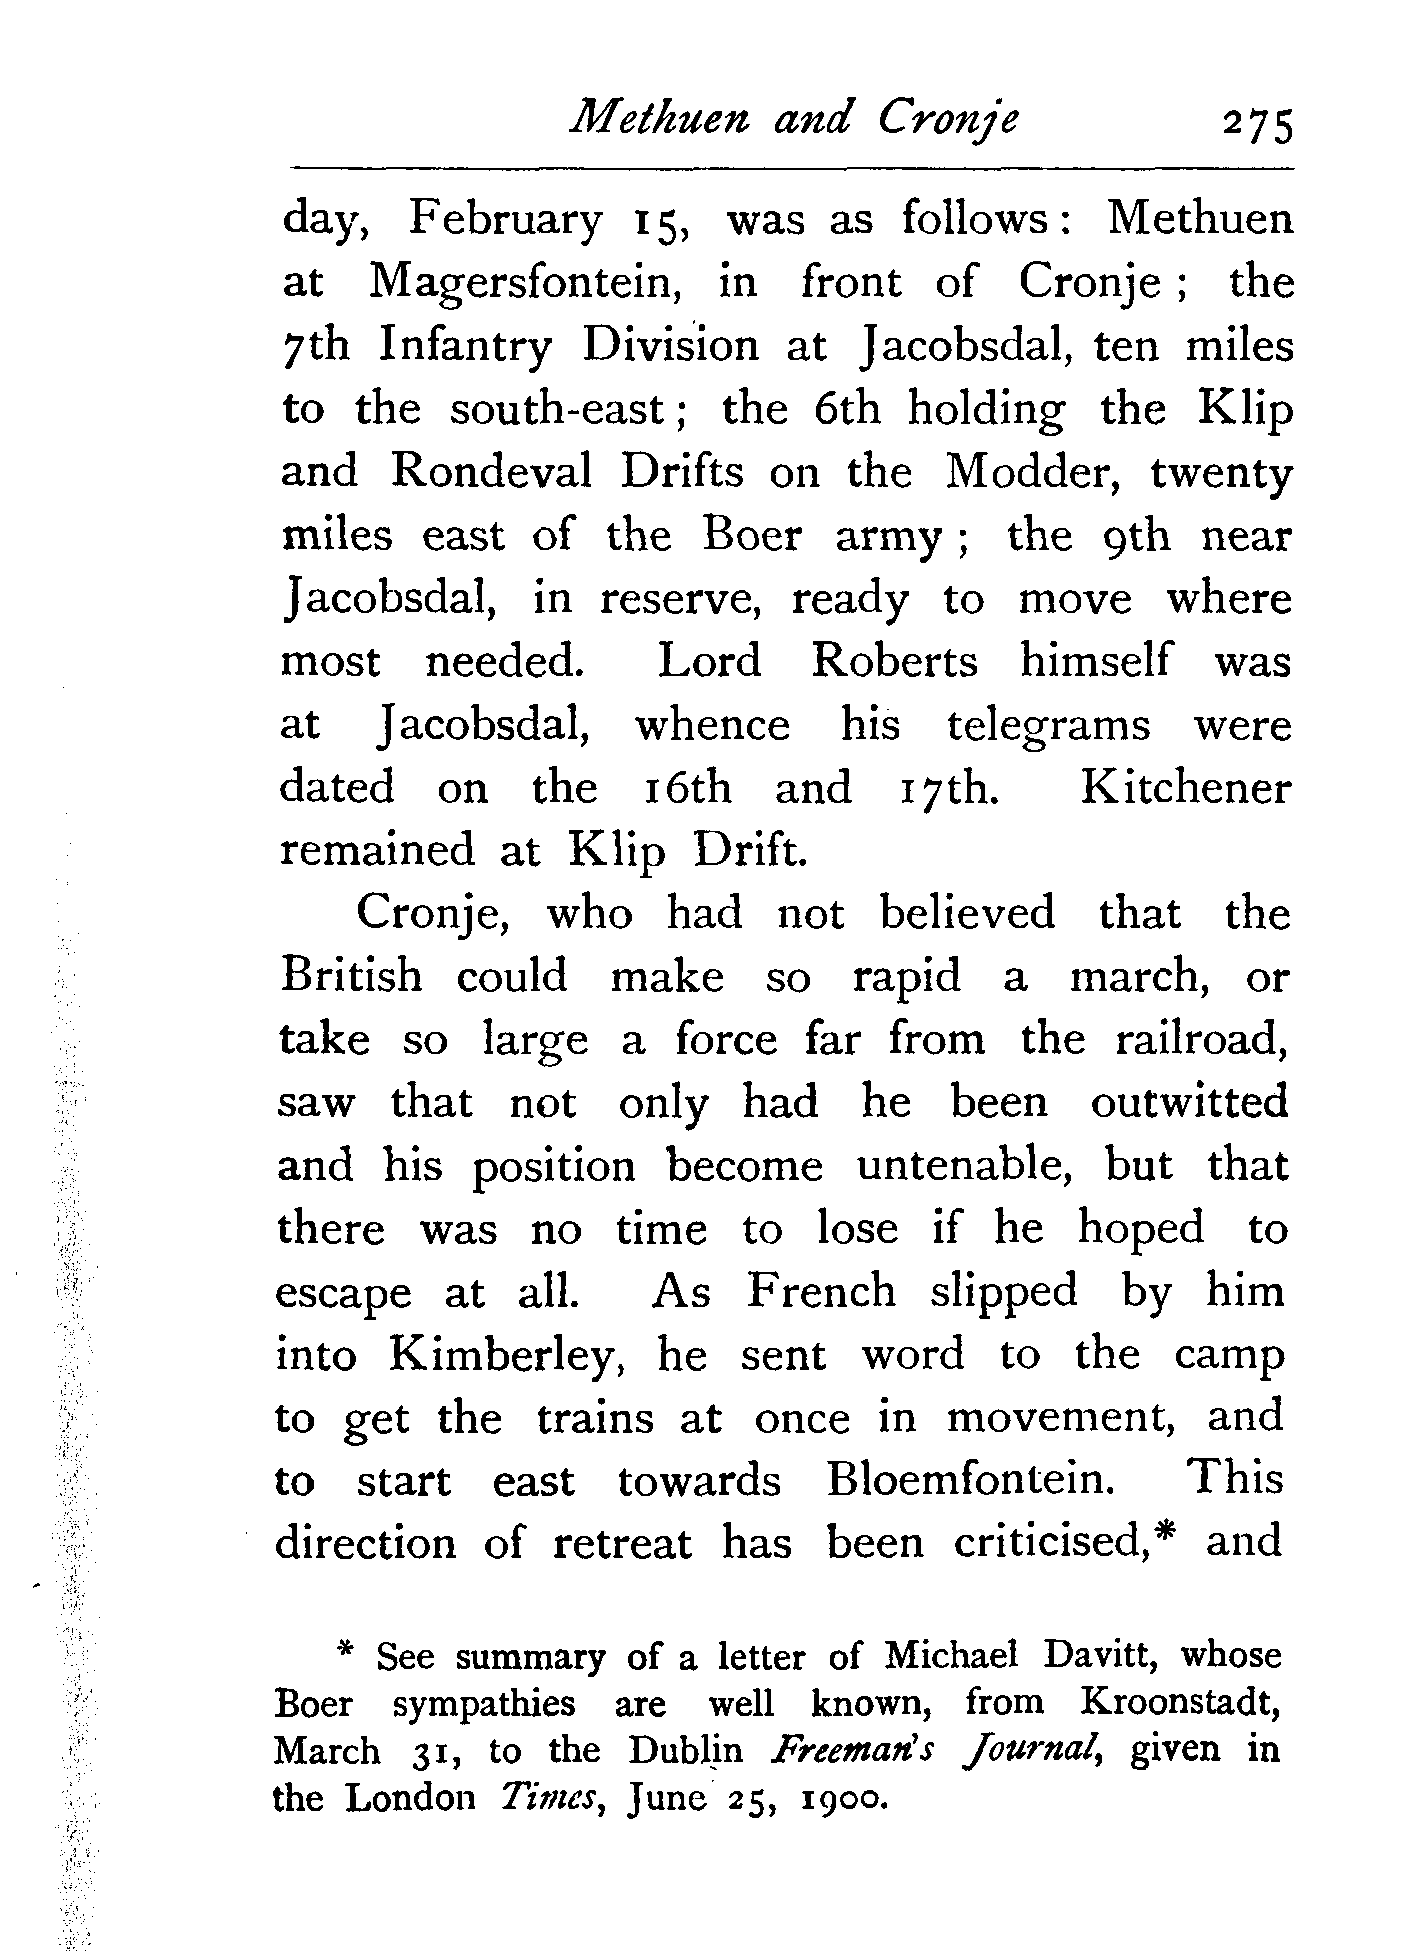 Methuen and Cronje 275
day, February 15, was as follows: Methuen
at Magersfontein, in front of Cronje; the
7th Infantry Division at Jacobsdal, ten miles
to the south-east; the 6th holding the Klip
and Rondeval Drifts on the Modder, twenty
miles east of the Boer army; the 9th near
Jacobsdal, in reserve, ready to move where
most needed. Lord Roberts himself was
at Jacobsdal, whence his telegrams were
dated on the 16th and 17th. Kitchener
remained at Klip Drift.
Cronje, who had not believed that the
British could make so rapid a march, or
take so large a force far from the railroad,
saw that not only had he been outwitted
and his position become untenable, but that
there was no time to lose if he hoped to
escape at all. As French slipped by him
into Kimberley, he sent word to the camp
to get the trains at once in movement, and
to start east towards Bloemfontein. This
direction of retreat has been criticised,* and
* See summary of a letter of Michael Davitt, whose
Boer sympathies are well known, from Kroonstadt,
March 31, to the Dublin Freeman's Journal, given in
the London Times, June 25, 1900.